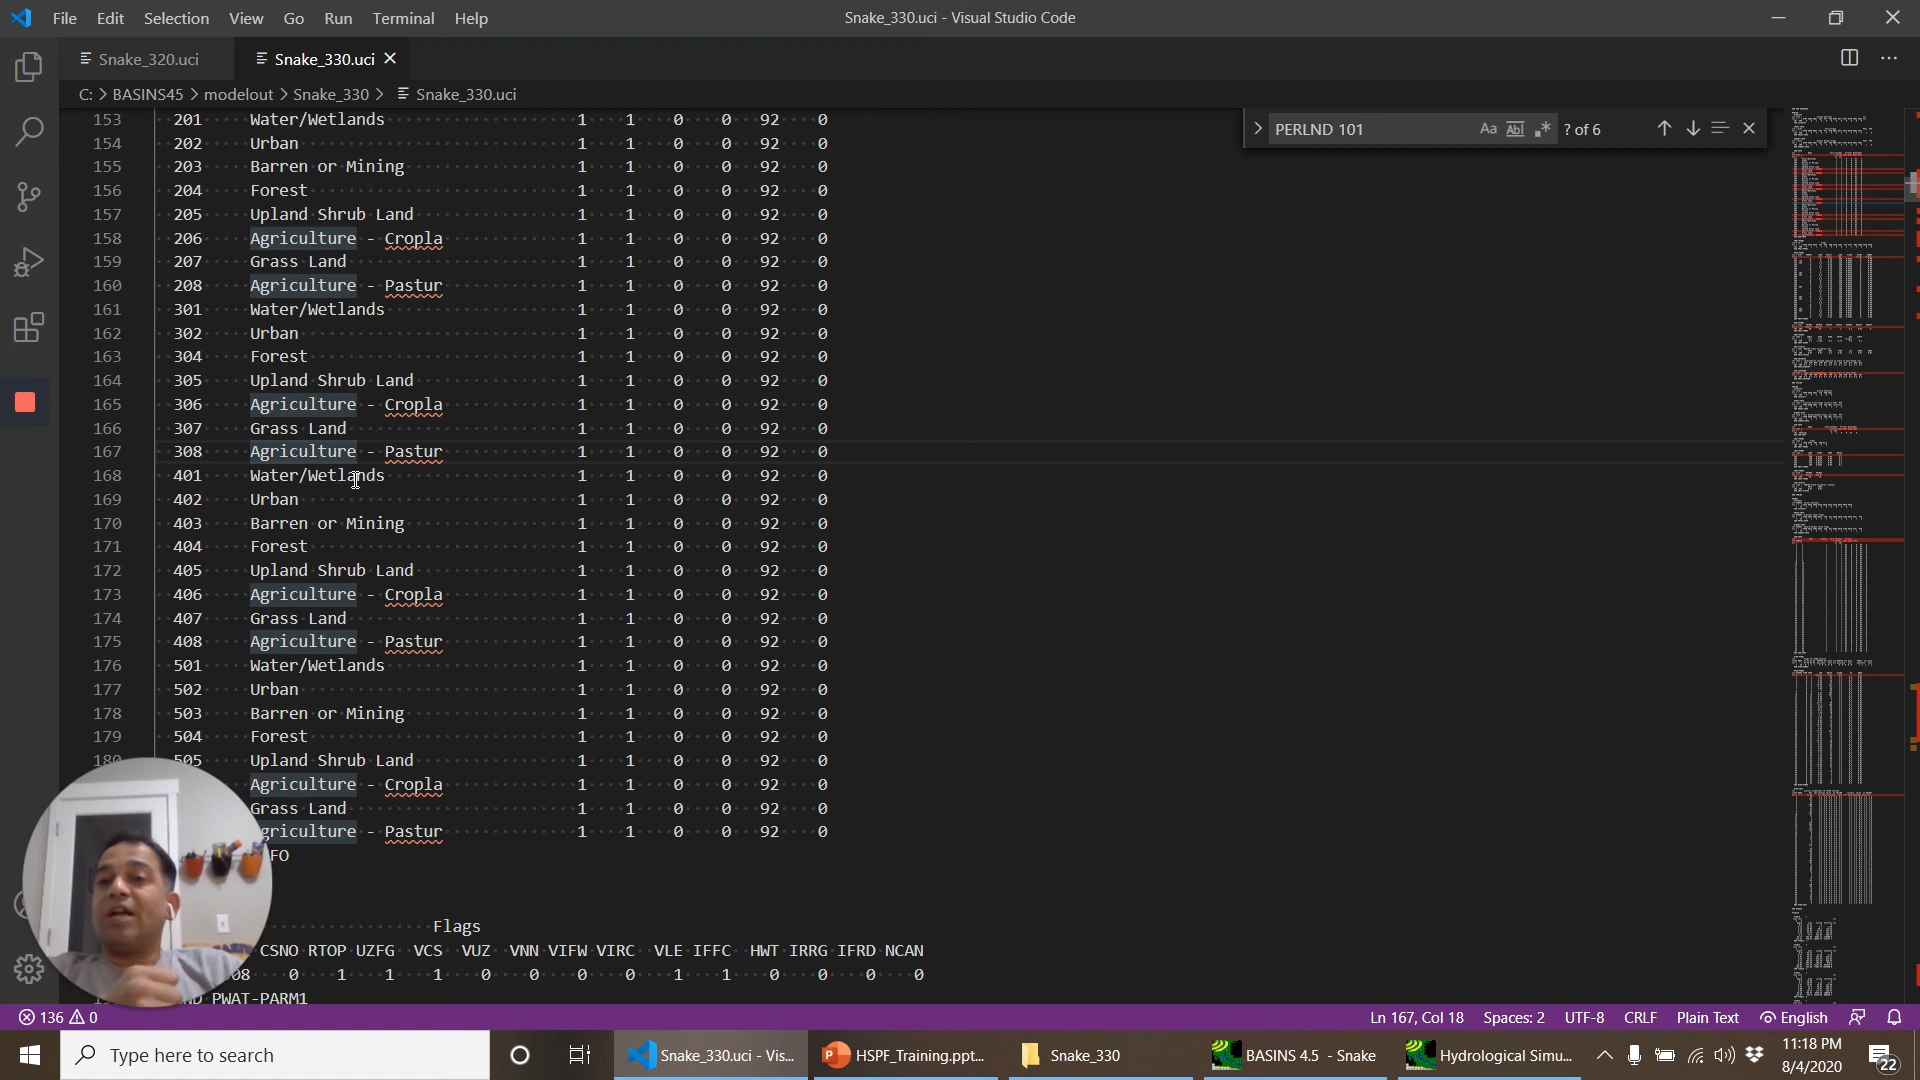 File Edit Selection View Go Run Terminal Help
Snake_330.uci - Visual Studio Code
Snake_320.uci
Snake_330.uci
C: > BASINS45 > modelout > Snake_330 > Snake_330.uci
PERLND 101 Aa Abl .* ? of 6
153 201 Water/Wetlands 1 1 0 0 92 0
154 202 Urban 1 1 0 0 92 0
155 203 Barren or Mining 1 1 0 0 92 0
156 204 Forest 1 1 0 0 92 0
157 205 Upland Shrub Land 1 1 0 0 92 0
158 206 Agriculture - Cropla 1 1 0 0 92 0
159 207 Grass Land 1 1 0 0 92 0
160 208 Agriculture - Pastur 1 1 0 0 92 0
161 301 Water/Wetlands 1 1 0 0 92 0
162 302 Urban 1 1 0 0 92 0
163 304 Forest 1 1 0 0 92 0
164 305 Upland Shrub Land 1 1 0 0 92 0
165 306 Agriculture - Cropla 1 1 0 0 92 0
166 307 Grass Land 1 1 0 0 92 0
167 308 Agriculture - Pastur 1 1 0 0 92 0
168 401 Water/Wetlands 1 1 0 0 92 0
169 402 Urban 1 1 0 0 92 0
170 403 Barren or Mining 1 1 0 0 92 0
171 404 Forest 1 1 0 0 92 0
172 405 Upland Shrub Land 1 1 0 0 92 0
173 406 Agriculture - Cropla 1 1 0 0 92 0
174 407 Grass Land 1 1 0 0 92 0
175 408 Agriculture - Pastur 1 1 0 0 92 0
176 501 Water/Wetlands 1 1 0 0 92 0
177 502 Urban 1 1 0 0 92 0
178 503 Barren or Mining 1 1 0 0 92 0
179 504 Forest 1 1 0 0 92 0
180 505 Upland Shrub Land 1 1 0 0 92 0
Agriculture - Cropla 1 1 0 0 92 0
Grass Land 1 1 0 0 92 0
griculture - Pastur 1 1 0 0 92 0
FO
Flags
CSNO RTOP UZFG VCS VUZ VNN VIFW VIRC VLE IFFC HWT IRRG IFRD NCAN
08 0 1 1 1 0 0 0 0 1 1 0 0 0 0
ND PWAT-PARM1
136 0
Ln 167, Col 18 Spaces: 2 UTF-8 CRLF Plain Text English
Type here to search
Snake_330.uci - Vis...
HSPF_Training.ppt...
Snake_330
BASINS 4.5 - Snake
Hydrological Simu...
11:18 PM
8/4/2020
22